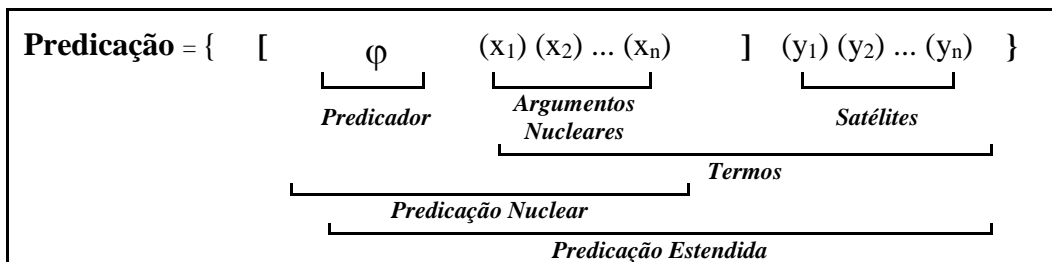 Predicação = { [ φ (x1) (x2) ... (xn) ] (y1) (y2) ... (yn) }
Predicador Argumentos Nucleares Satélites
Termos
Predicação Nuclear
Predicação Estendida